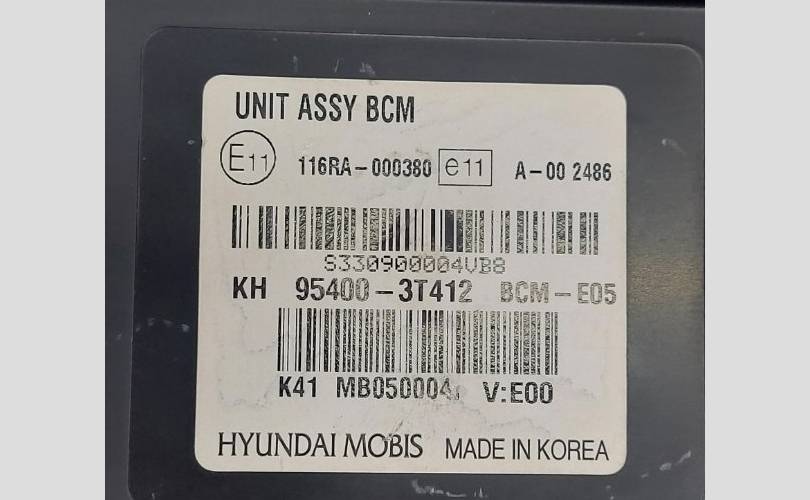 UNIT ASSY BCM
E11 116RA-000380 e11 A-00 2486
S330900004VB8
KH 95400-3T412 BCM-E05
K41 MB050004 V:E00
HYUNDAI MOBIS MADE IN KOREA